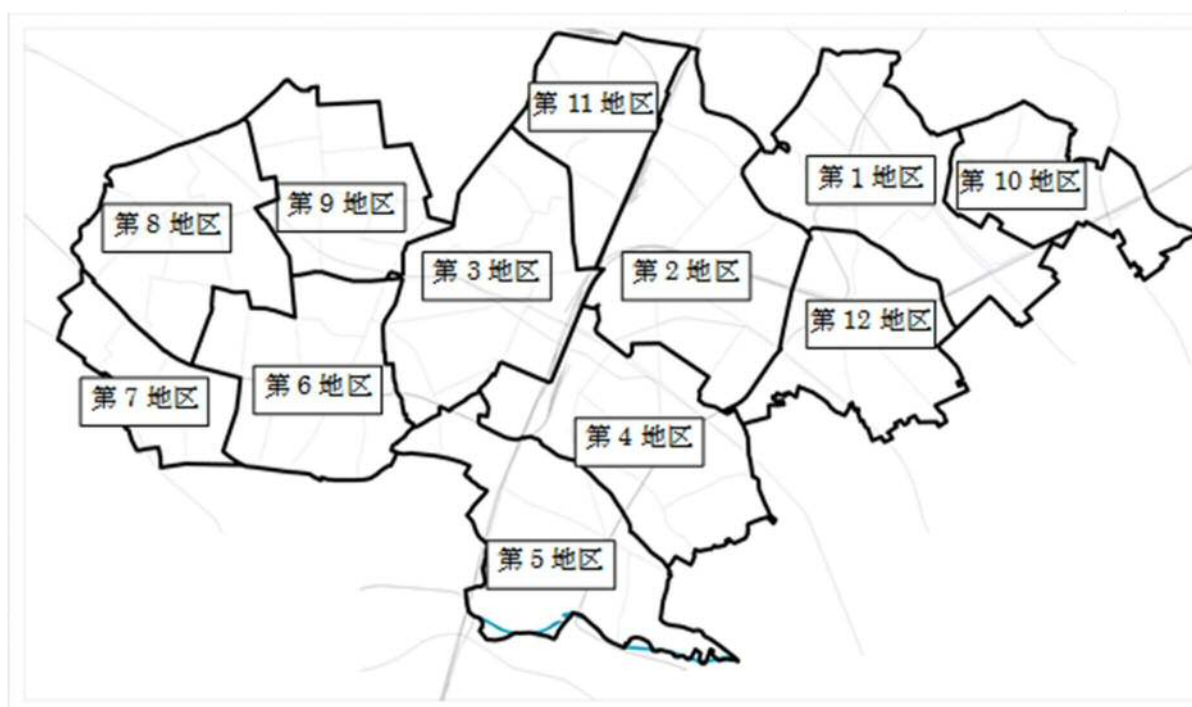 第 11 地区
第 1 地区
第 10 地区
第 9 地区
第 8 地区
第 3 地区
第 2 地区
第 12 地区
第 6 地区
第 7 地区
第 4 地区
第 5 地区